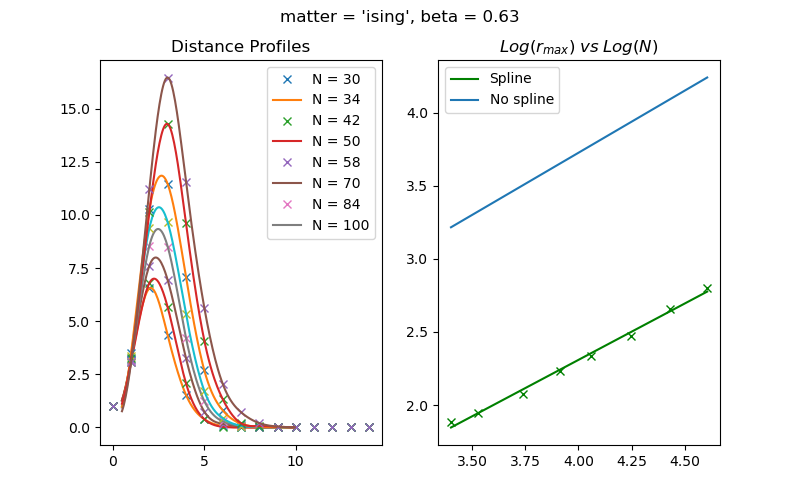 matter = 'ising', beta = 0.63
Distance Profiles
15.0
12.5
10.0
7.5
5.0
2.5
0.0
0
5
10
N = 30
N = 34
N = 42
N = 50
N = 58
N = 70
N = 84
N = 100
Log(r_{max}) vs Log(N)
Spline
No spline
4.0
3.5
3.0
2.5
2.0
3.50
3.75
4.00
4.25
4.50